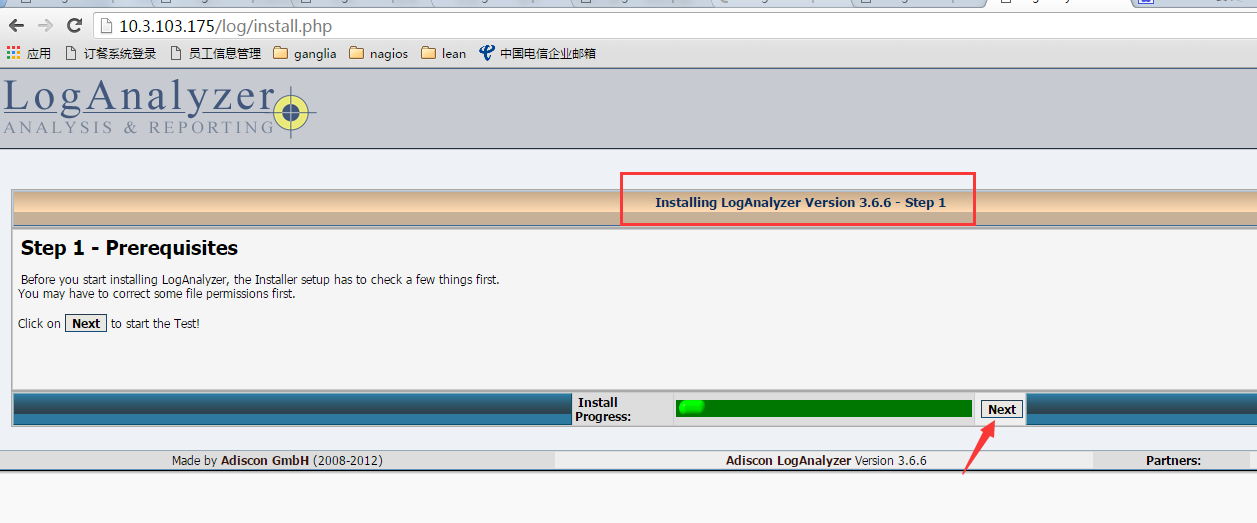 10.3.103.175/log/install.php
应用 订餐系统登录 员工信息管理 ganglia nagios lean 中国电信企业邮箱
LogAnalyzer
ANALYSIS & REPORTING
Installing LogAnalyzer Version 3.6.6 - Step 1
Step 1 - Prerequisites
Before you start installing LogAnalyzer, the Installer setup has to check a few things first.
You may have to correct some file permissions first.
Click on Next to start the Test!
Install
Progress:
Next
Made by Adiscon GmbH (2008-2012) Adiscon LogAnalyzer Version 3.6.6 Partners: